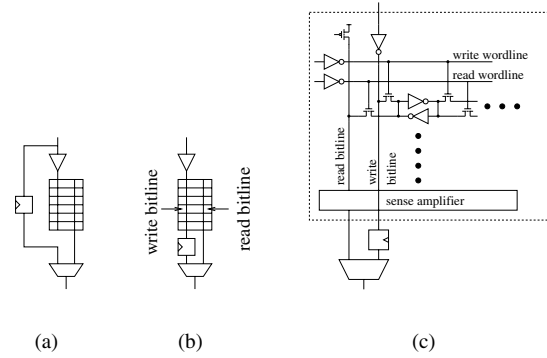 write wordline
read wordline
read bitline
write
bitline
sense amplifier
write bitline
read bitline
(a)
(b)
(c)